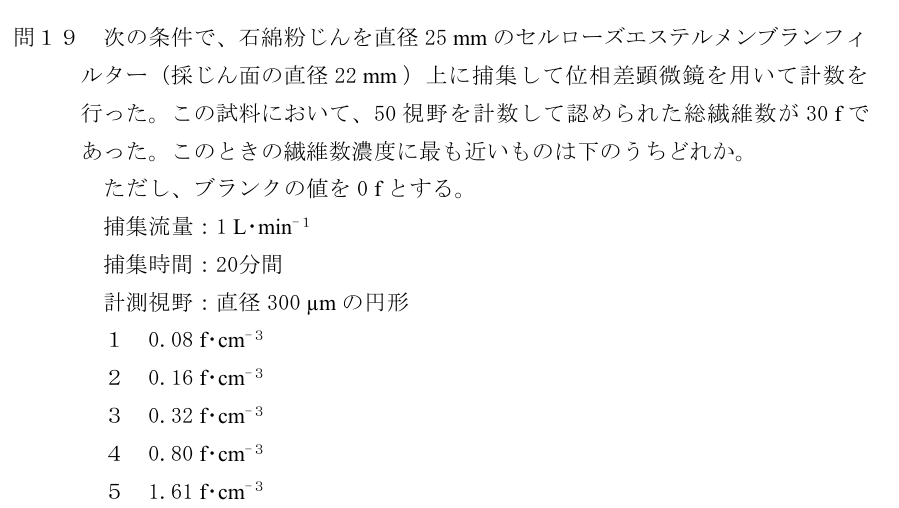 問１９　次の条件で、石綿粉じんを直径 25 mm のセルローズエステルメンブランフィ
ルター（採じん面の直径 22 mm ）上に捕集して位相差顕微鏡を用いて計数を
行った。この試料において、50 視野を計数して認められた総繊維数が 30 f で
あった。このときの繊維数濃度に最も近いものは下のうちどれか。
ただし、ブランクの値を 0 f とする。
捕集流量：1 L･min⁻¹
捕集時間：20分間
計測視野：直径 300 µm の円形
１　0.08 f･cm⁻³
２　0.16 f･cm⁻³
３　0.32 f･cm⁻³
４　0.80 f･cm⁻³
５　1.61 f･cm⁻³